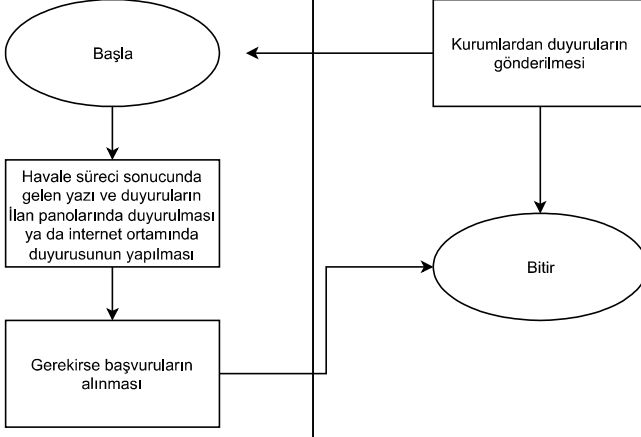 Başla
Kurumlardan duyuruların
gönderilmesi
Havale süreci sonucunda
gelen yazı ve duyuruların
İlan panolarında duyurulması
ya da internet ortamında
duyurusunun yapılması
Bitir
Gerekirse başvuruların
alınması